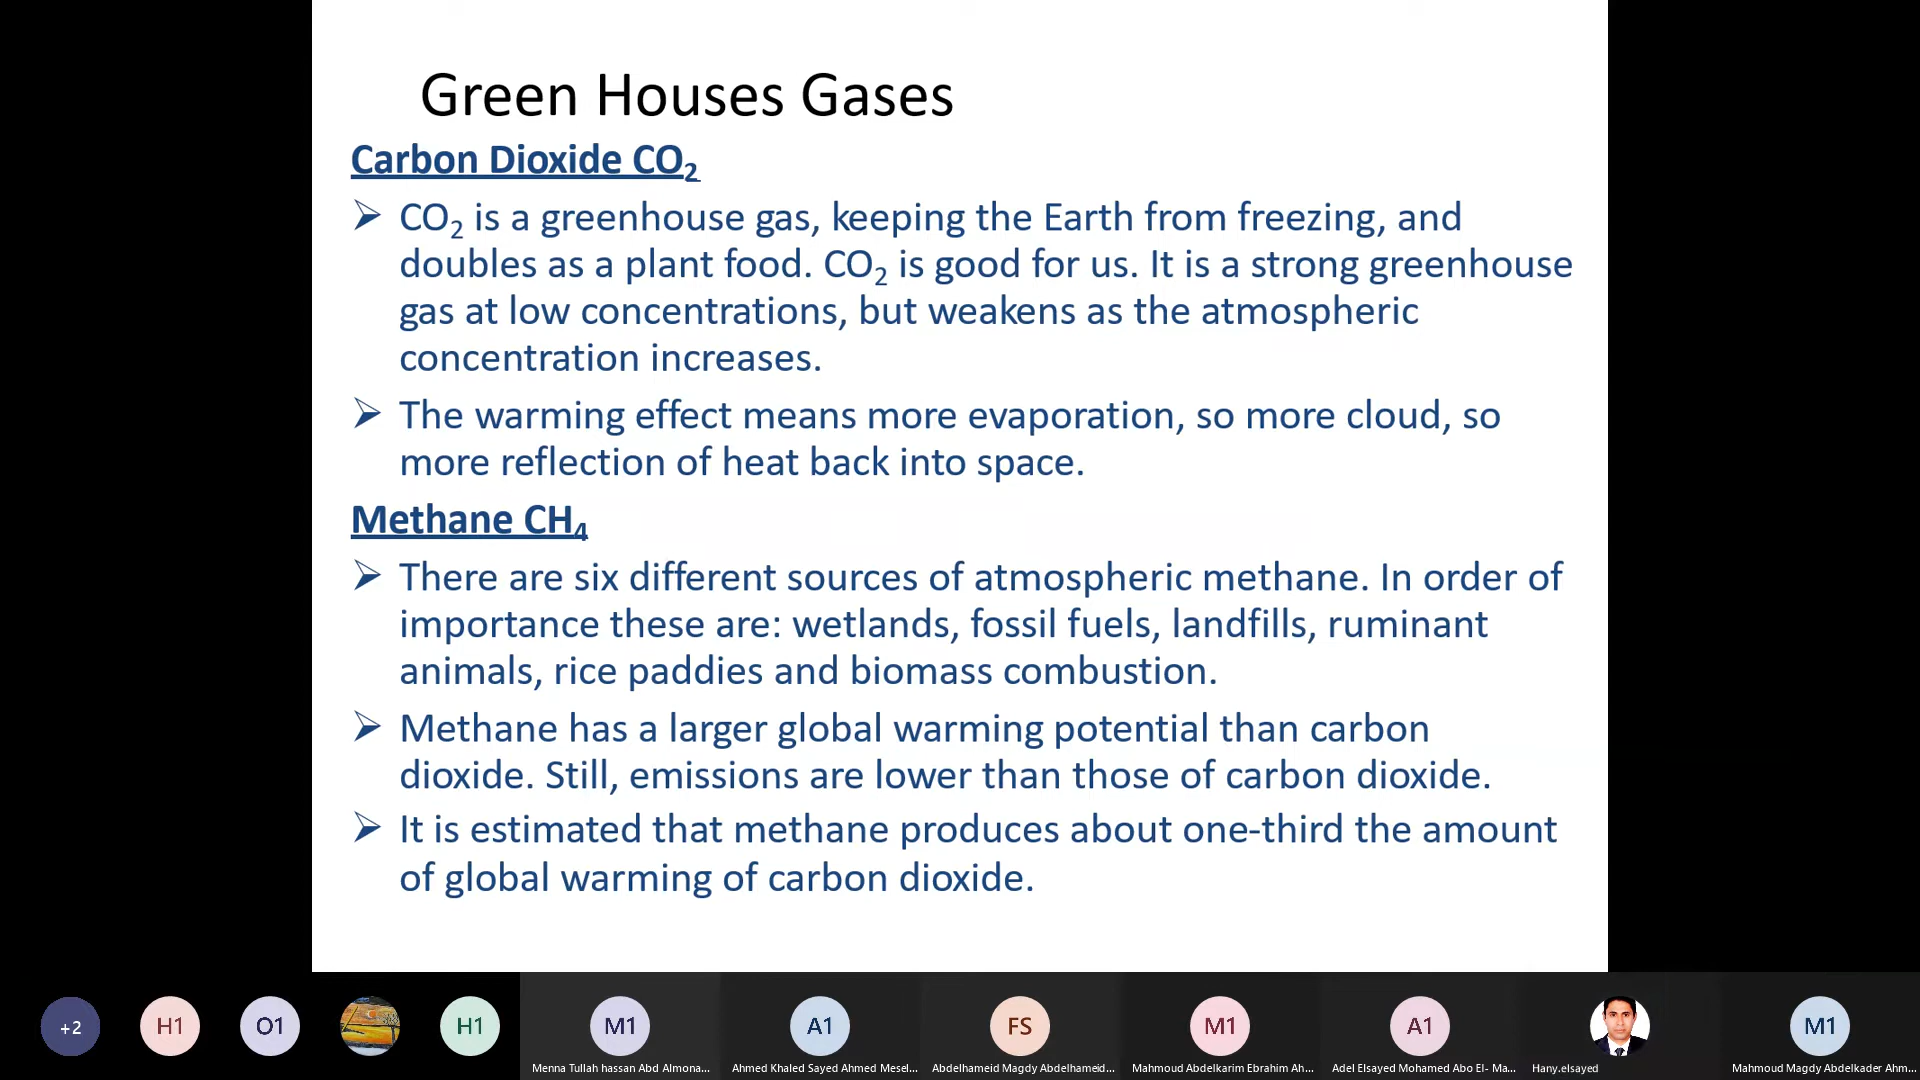 Green Houses Gases
Carbon Dioxide CO₂
➢ CO₂ is a greenhouse gas, keeping the Earth from freezing, and
doubles as a plant food. CO₂ is good for us. It is a strong greenhouse
gas at low concentrations, but weakens as the atmospheric
concentration increases.
➢ The warming effect means more evaporation, so more cloud, so
more reflection of heat back into space.
Methane CH₄
➢ There are six different sources of atmospheric methane. In order of
importance these are: wetlands, fossil fuels, landfills, ruminant
animals, rice paddies and biomass combustion.
➢ Methane has a larger global warming potential than carbon
dioxide. Still, emissions are lower than those of carbon dioxide.
➢ It is estimated that methane produces about one-third the amount
of global warming of carbon dioxide.
+2 H1 O1 H1 M1 A1 FS M1 A1 M1
Menna Tullah hassan Abd Almona... Ahmed Khaled Sayed Ahmed Mesel... Abdelhameid Magdy Abdelhameid... Mahmoud Abdelkarim Ebrahim Ah... Adel Elsayed Mohamed Abo El- Ma... Hany.elsayed Mahmoud Magdy Abdelkader Ahm...